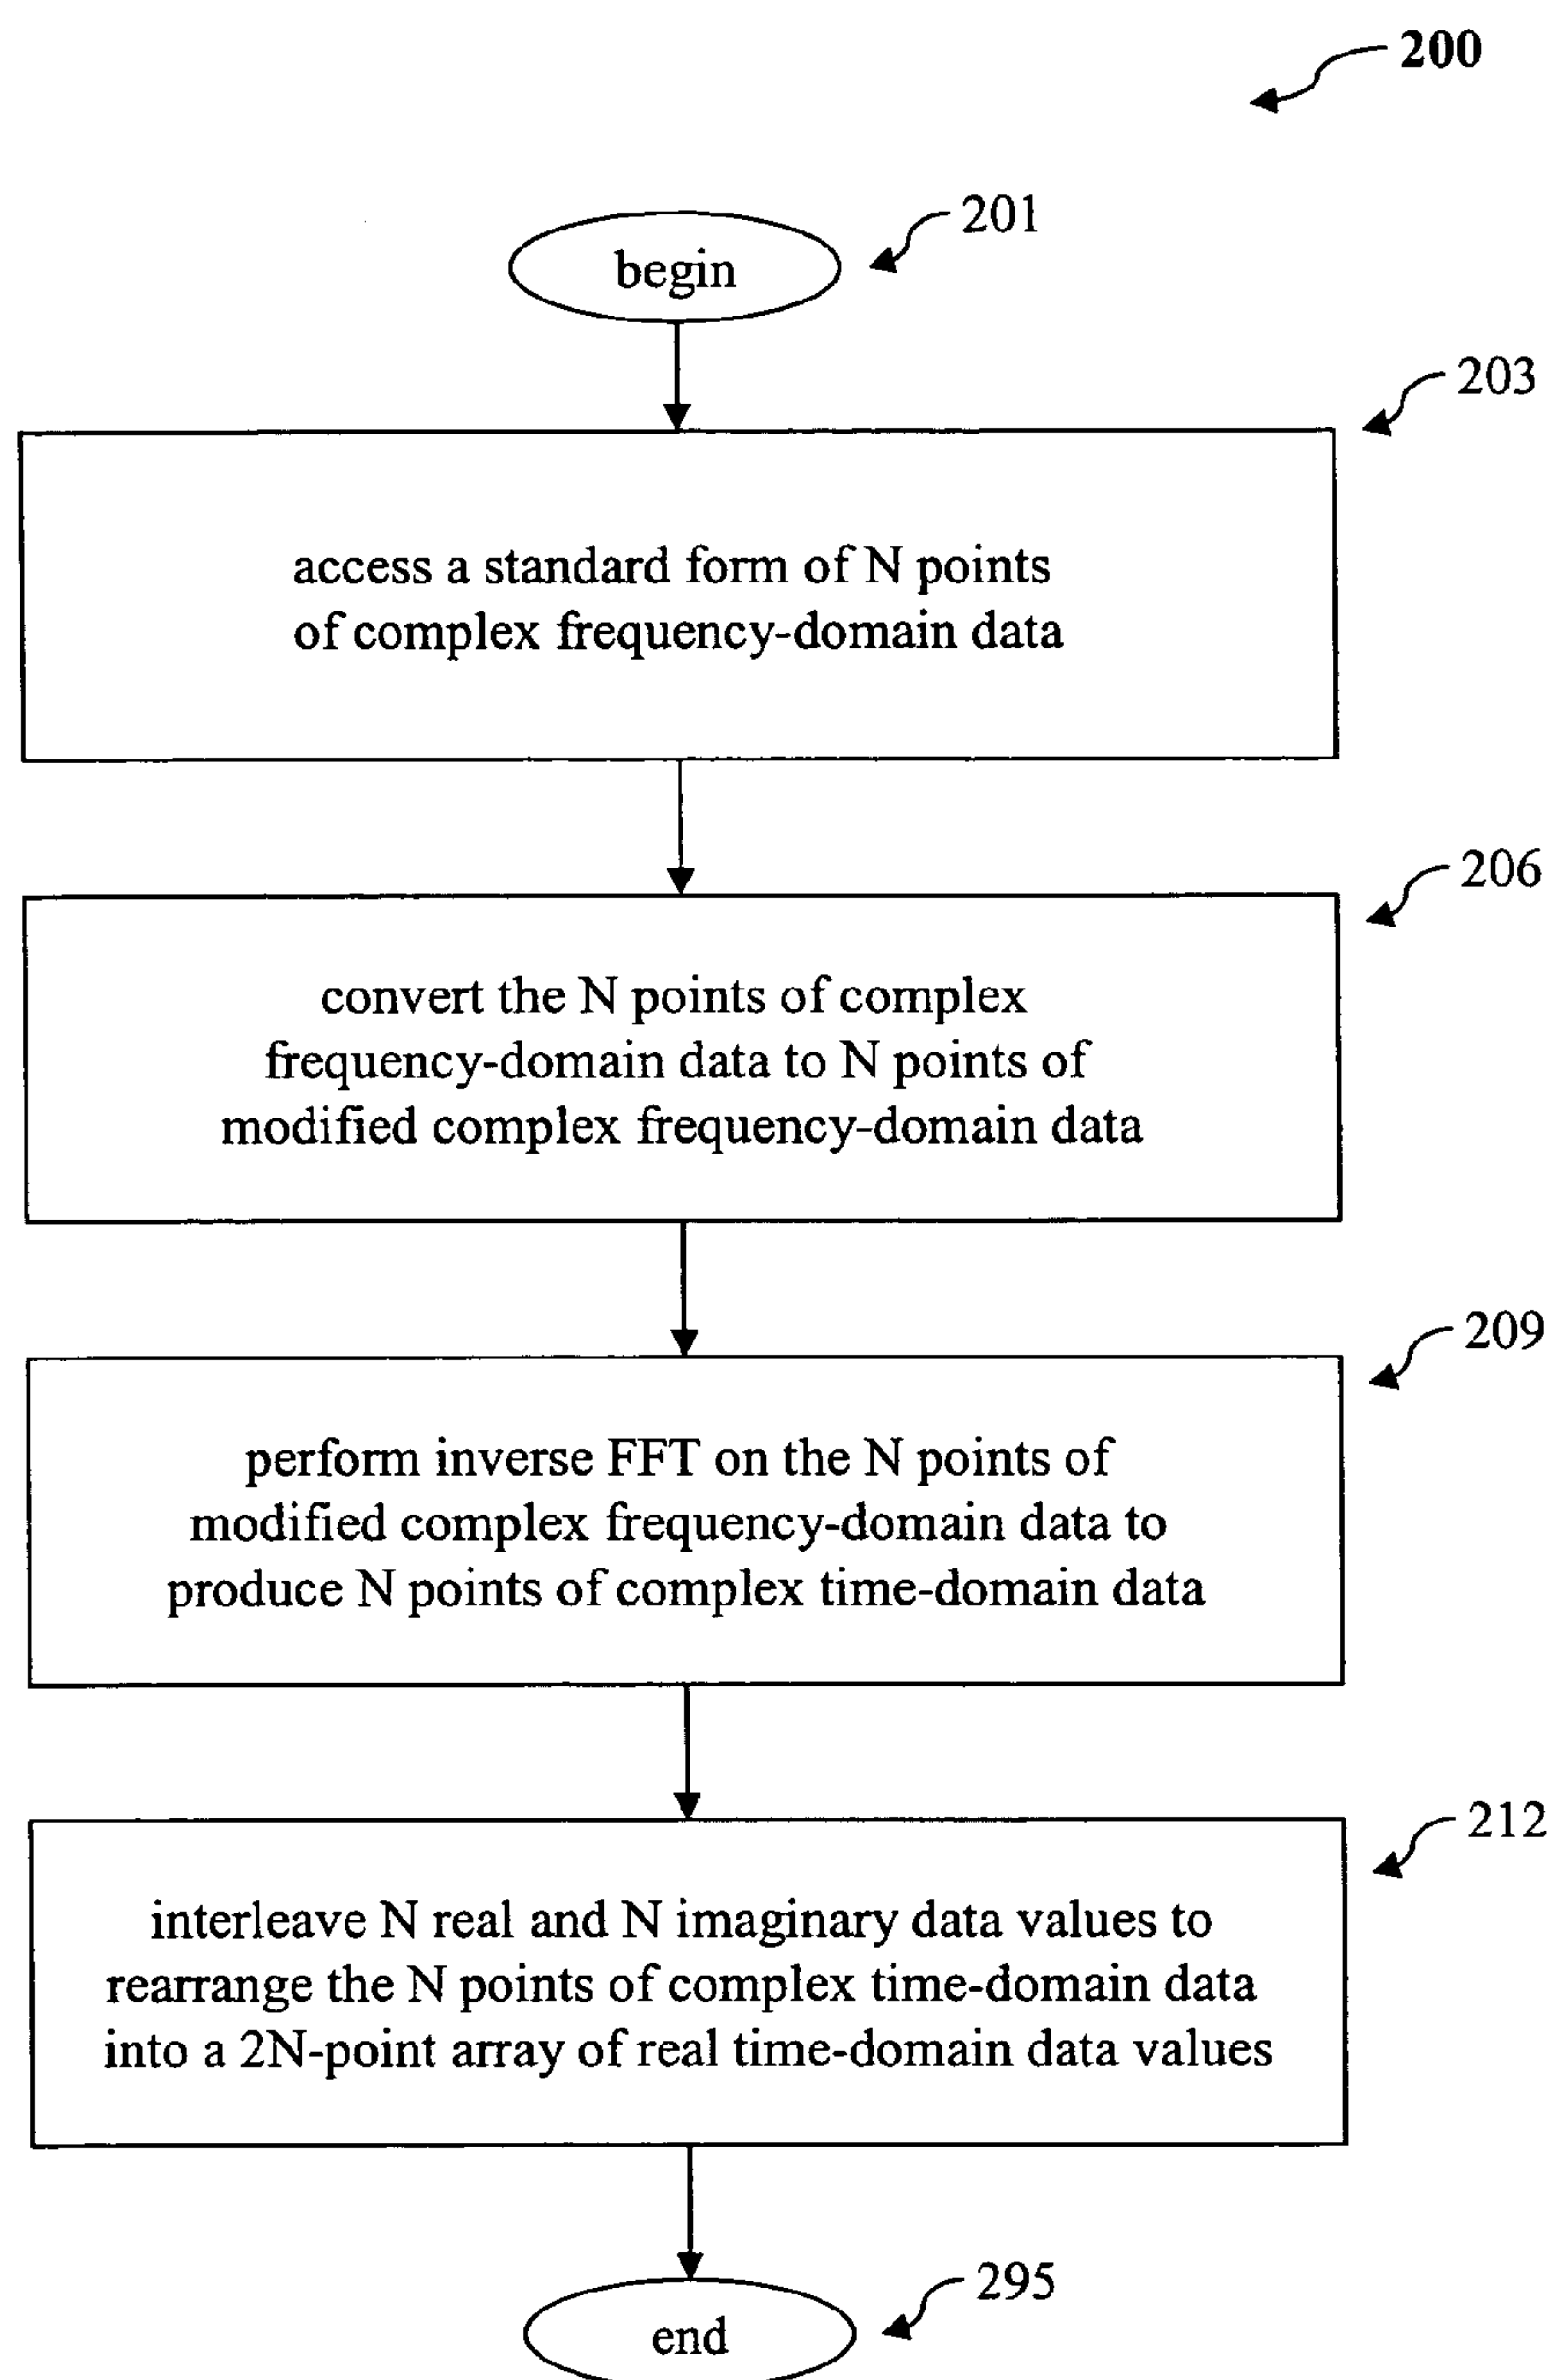 200
201
begin
203
access a standard form of N points
of complex frequency-domain data
206
convert the N points of complex
frequency-domain data to N points of
modified complex frequency-domain data
209
perform inverse FFT on the N points of
modified complex frequency-domain data to
produce N points of complex time-domain data
212
interleave N real and N imaginary data values to
rearrange the N points of complex time-domain data
into a 2N-point array of real time-domain data values
295
end